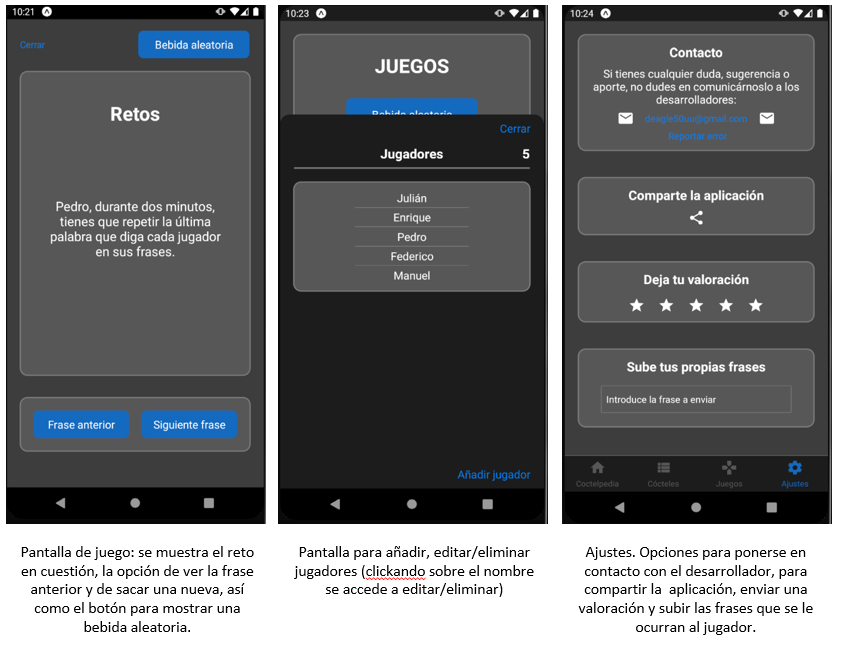 10:21
Cerrar
Bebida aleatoria
Retos
Pedro, durante dos minutos,
tienes que repetir la última
palabra que diga cada jugador
en sus frases.
Frase anterior
Siguiente frase
Pantalla de juego: se muestra el reto
en cuestión, la opción de ver la frase
anterior y de sacar una nueva, así
como el botón para mostrar una
bebida aleatoria.
10:23
JUEGOS
Bebida aleatoria
Cerrar
Jugadores 5
Julián
Enrique
Pedro
Federico
Manuel
Añadir jugador
Pantalla para añadir, editar/eliminar
jugadores (clickando sobre el nombre
se accede a editar/eliminar)
10:24
Contacto
Si tienes cualquier duda, sugerencia o
aporte, no dudes en comunicárnoslo a los
desarrolladores:
Reportar error
Comparte la aplicación
Deja tu valoración
Sube tus propias frases
Introduce la frase a enviar
Coctelpedia
Cócteles
Juegos
Ajustes
Ajustes. Opciones para ponerse en
contacto con el desarrollador, para
compartir la aplicación, enviar una
valoración y subir las frases que se le
ocurran al jugador.